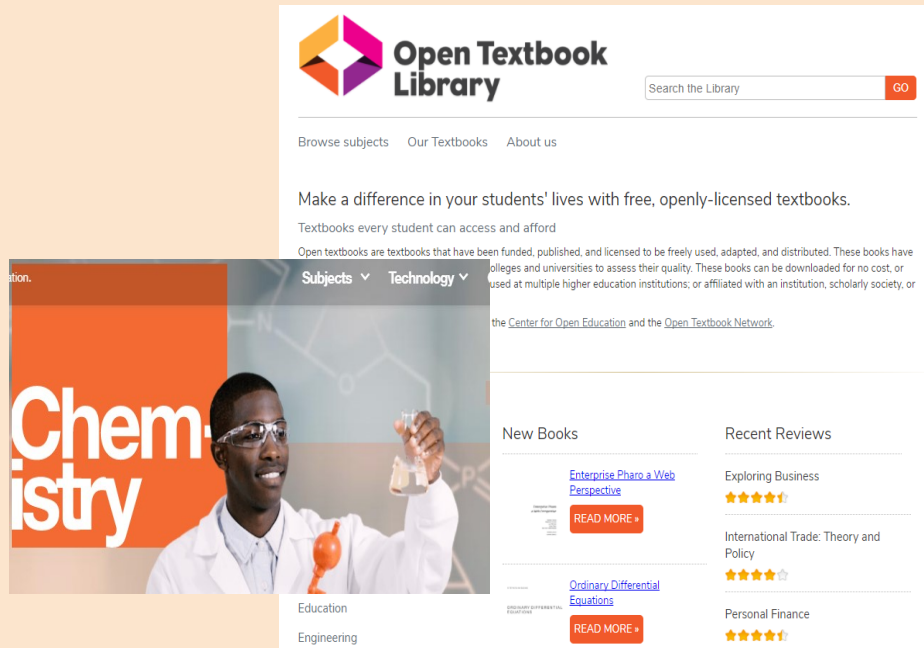 Open Textbook
Library
Search the Library
GO
Browse subjects Our Textbooks About us
Make a difference in your students' lives with free, openly-licensed textbooks.
Textbooks every student can access and afford
Open textbooks are textbooks that have been funded, published, and licensed to be freely used, adapted, and distributed. These books have
olleges and universities to assess their quality. These books can be downloaded for no cost, or
used at multiple higher education institutions; or affiliated with an institution, scholarly society, or
the Center for Open Education and the Open Textbook Network.
ation.
Subjects Technology
Chem-
istry
New Books
Enterprise Pharo a Web
Perspective
READ MORE »
Ordinary Differential
Equations
ORDINARY DIFFERENTIAL
EQUATIONS
READ MORE »
Recent Reviews
Exploring Business
International Trade: Theory and
Policy
Personal Finance
Education
Engineering